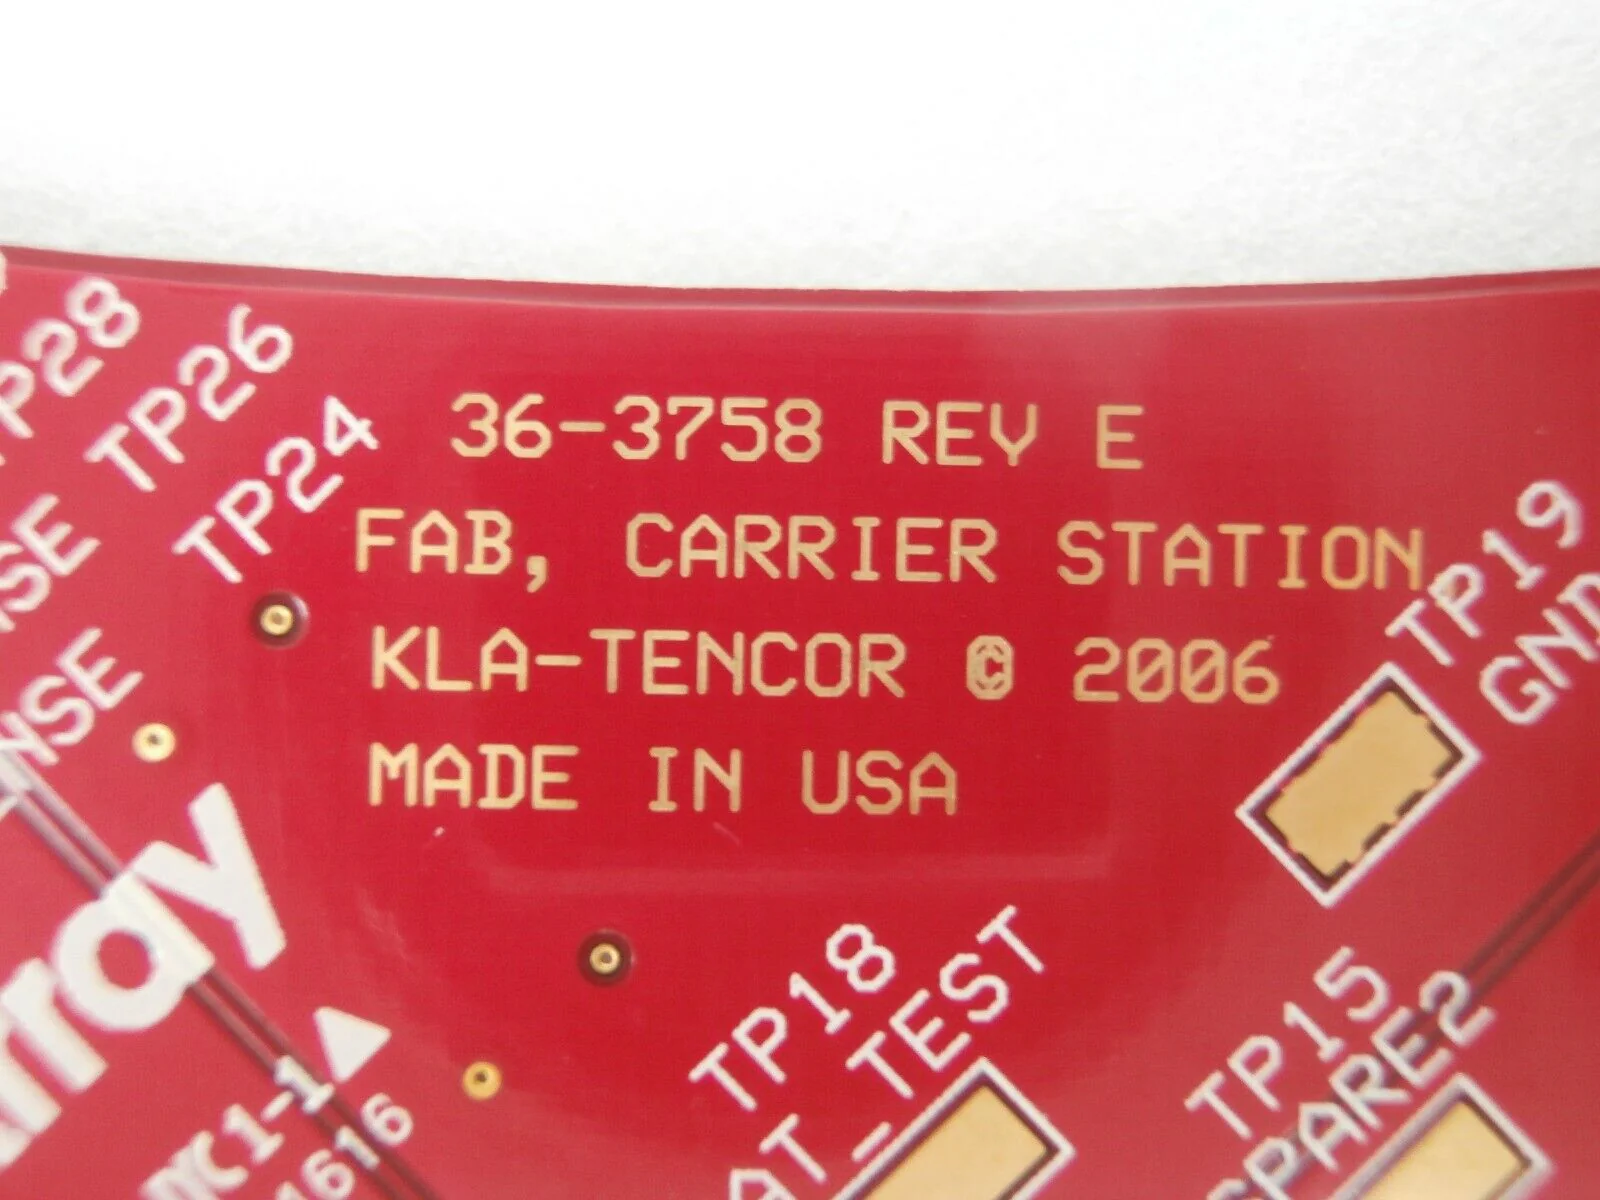 TP28
TP26
TP24
36-3758 REV E
FAB, CARRIER STATION,
KLA-TENCOR © 2006
MADE IN USA
TP19
GND
TP18
TEST
TP15
SPARE2